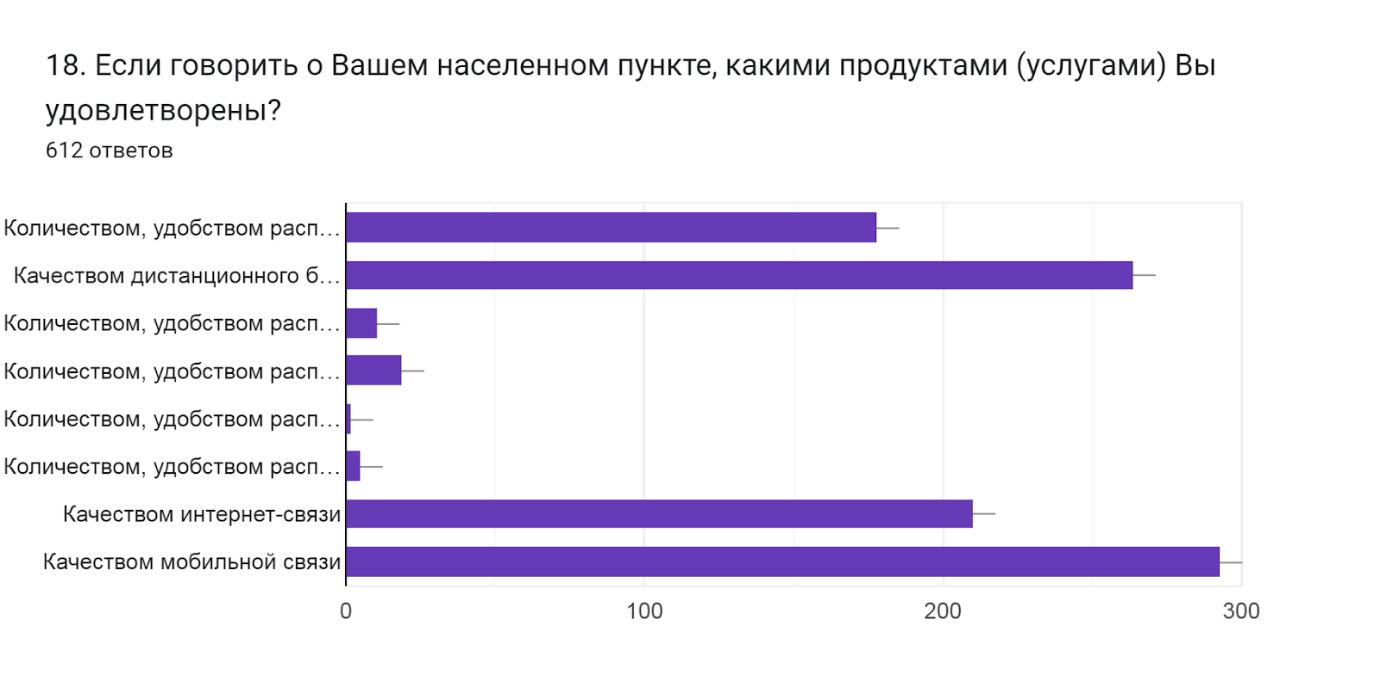 18. Если говорить о Вашем населенном пункте, какими продуктами (услугами) Вы
удовлетворены?
612 ответов
Количеством, удобством расп…
Качеством дистанционного б…
Количеством, удобством расп…
Количеством, удобством расп…
Количеством, удобством расп…
Количеством, удобством расп…
Качеством интернет-связи
Качеством мобильной связи
0 100 200 300